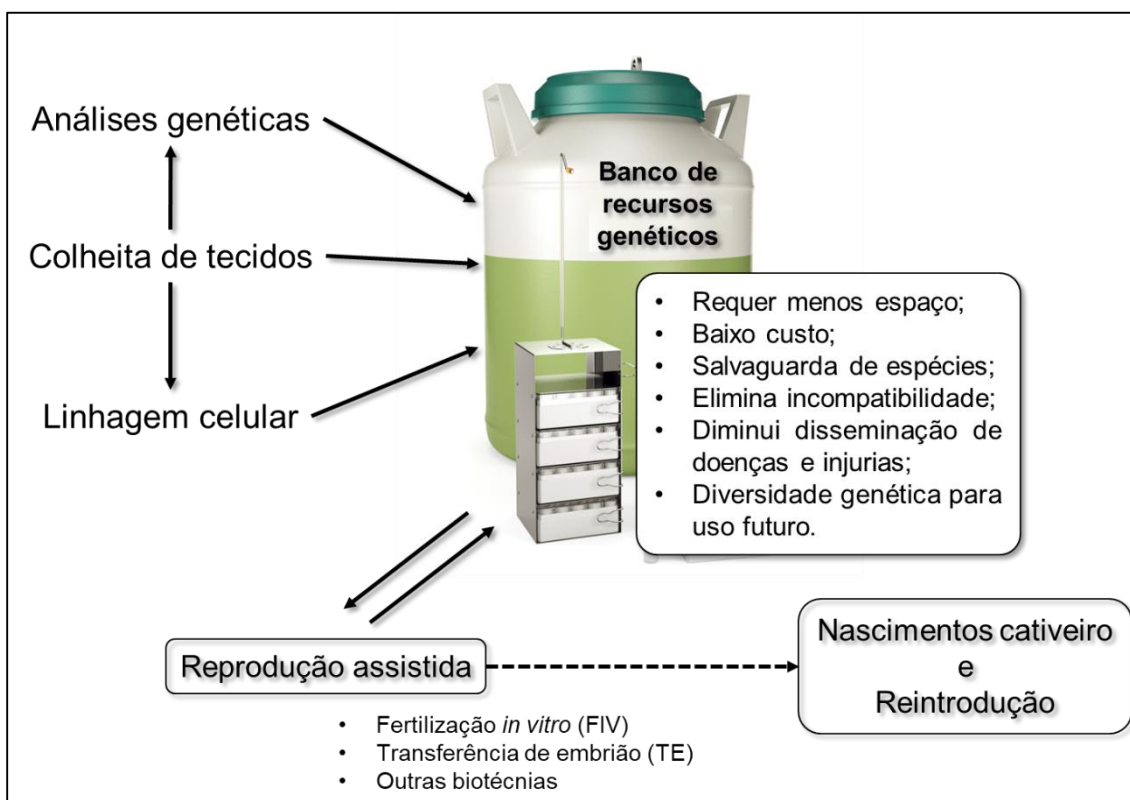 Análises genéticas
Colheita de tecidos
Linhagem celular
Banco de
recursos
genéticos
• Requer menos espaço;
• Baixo custo;
• Salvaguarda de espécies;
• Elimina incompatibilidade;
• Diminui disseminação de
doenças e injurias;
• Diversidade genética para
uso futuro.
Reprodução assistida
• Fertilização in vitro (FIV)
• Transferência de embrião (TE)
• Outras biotécnias
Nascimentos cativeiro
e
Reintrodução